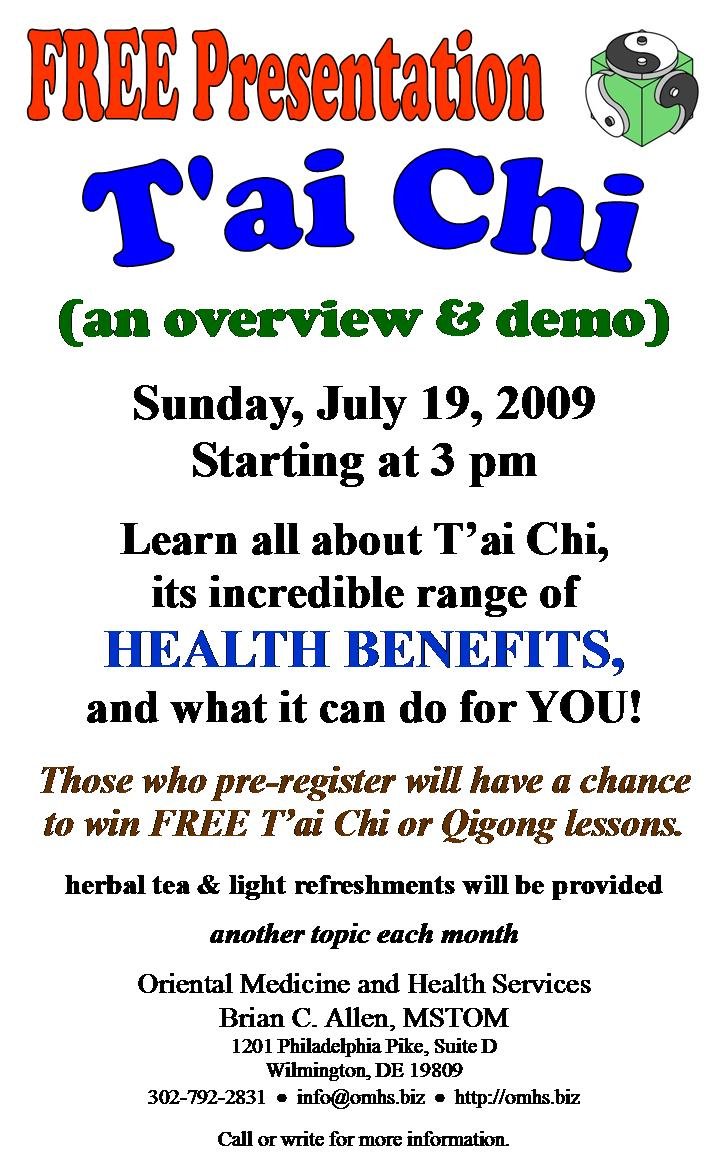 FREE Presentation
T'ai Chi
(an overview & demo)
Sunday, July 19, 2009
Starting at 3 pm
Learn all about T’ai Chi,
its incredible range of
HEALTH BENEFITS,
and what it can do for YOU!
Those who pre-register will have a chance
to win FREE T’ai Chi or Qigong lessons.
herbal tea & light refreshments will be provided
another topic each month
Oriental Medicine and Health Services
Brian C. Allen, MSTOM
1201 Philadelphia Pike, Suite D
Wilmington, DE 19809
302-792-2831 • info@omhs.biz • http://omhs.biz
Call or write for more information.